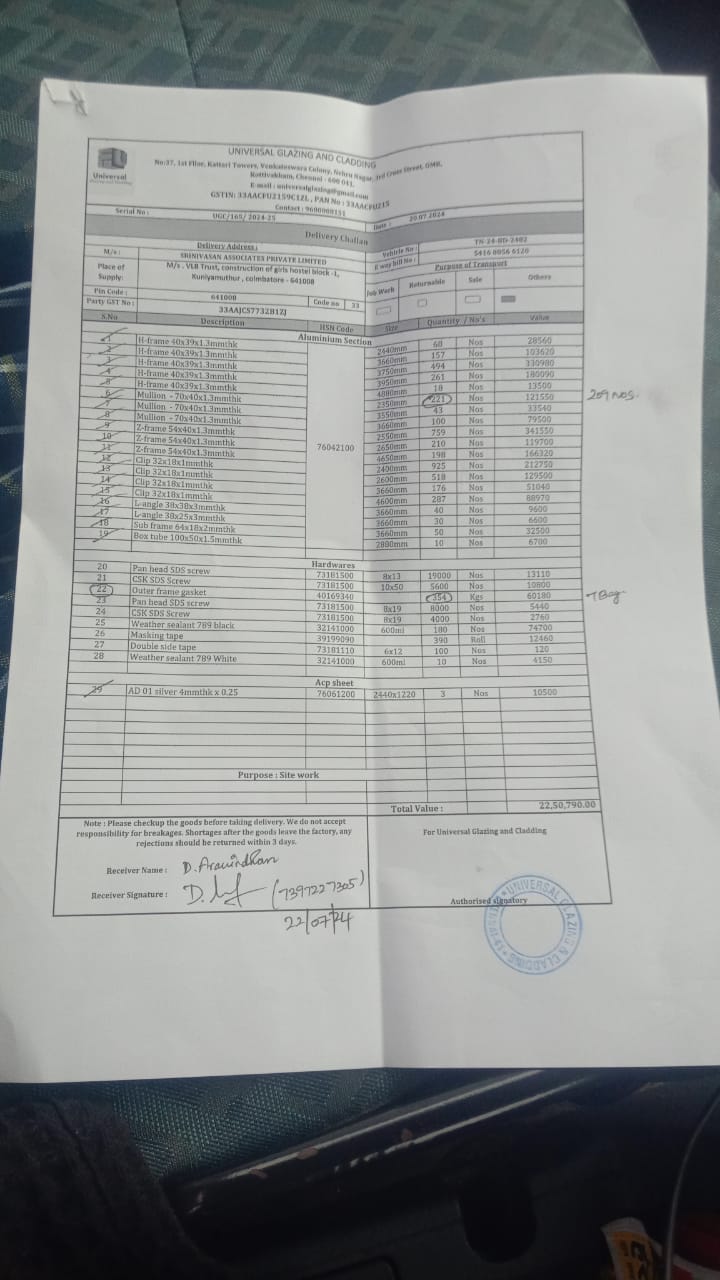 UNIVERSAL GLAZING AND CLADDING
No:37, 1st Fllor, Kattari Towers, Venkateswara Colony, Nehru Nagar, 3rd Cross Street, OMR,
Kottivakkam, Chennai - 600 041.
E-mail : universalglazing@gmail.com
GSTIN: 33AACFU2159C1ZL, PAN No : 33AACFU215
Contact : 9600008151
Universal
Serial No : UGC/165/ 2024-25 Date : 20.07.2024
Delivery Challan
Delivery Address : Vehicle No : TN-24-BD-2402
M/s : SRINIVASAN ASSOCIATES PRIVATE LIMITED E way bill No : 5416 0056 6120
Place of Supply: M/s . VLB Trust, construction of girls hostel block -1, Kuniyamuthur , coimbatore - 641008
Purpose of Transport
Job Work Returnable Sale Others
Pin Code : 641008 Code no 33
Party GST No : 33AAJCS7732B1ZJ
S.No Description HSN Code Size Quantity / No's Value
Aluminium Section
1 H-frame 40x39x1.3mmthk 2440mm 60 Nos 28560
2 H-frame 40x39x1.3mmthk 3660mm 157 Nos 103620
3 H-frame 40x39x1.3mmthk 3750mm 494 Nos 330980
4 H-frame 40x39x1.3mmthk 3950mm 261 Nos 180090
5 H-frame 40x39x1.3mmthk 4880mm 18 Nos 13500
6 Mullion - 70x40x1.3mmthk 2350mm 221 Nos 121550 209 Nos.
7 Mullion - 70x40x1.3mmthk 3550mm 43 Nos 33540
8 Mullion - 70x40x1.3mmthk 3660mm 100 Nos 79500
9 Z-frame 54x40x1.3mmthk 2550mm 759 Nos 341550
10 Z-frame 54x40x1.3mmthk 2650mm 210 Nos 119700
11 Z-frame 54x40x1.3mmthk 76042100 4650mm 198 Nos 166320
12 Clip 32x18x1mmthk 2400mm 925 Nos 212750
13 Clip 32x18x1mmthk 2600mm 518 Nos 129500
14 Clip 32x18x1mmthk 3660mm 176 Nos 51040
15 Clip 32x18x1mmthk 4600mm 287 Nos 88970
16 L-angle 38x38x3mmthk 3660mm 40 Nos 9600
17 L-angle 38x25x3mmthk 3660mm 30 Nos 6600
18 Sub frame 64x18x2mmthk 3660mm 50 Nos 32500
19 Box tube 100x50x1.5mmthk 2880mm 10 Nos 6700
Hardwares
20 Pan head SDS screw 73181500 8x13 19000 Nos 13110
21 CSK SDS Screw 73181500 10x50 5600 Nos 10800
22 Outer frame gasket 40169340 354 Kgs 60180 7 Bag
23 Pan head SDS screw 73181500 8x19 8000 Nos 5440
24 CSK SDS Screw 73181500 8x19 4000 Nos 2760
25 Weather sealant 789 black 32141000 600ml 180 Nos 74700
26 Masking tape 39199090 390 Roll 12460
27 Double side tape 73181110 6x12 100 Nos 120
28 Weather sealant 789 White 32141000 600ml 10 Nos 4150
Acp sheet
29 AD 01 silver 4mmthk x 0.25 76061200 2440x1220 3 Nos 10500
Purpose : Site work
Total Value : 22,50,790.00
Note : Please checkup the goods before taking delivery. We do not accept
responsibility for breakages. Shortages after the goods leave the factory, any
rejections should be returned within 3 days.
For Universal Glazing and Cladding
Receiver Name : D. Aravindhan
Receiver Signature : (7397227305)
22/07/24
Authorised signatory
UNIVERSAL GLAZING & CLADDING